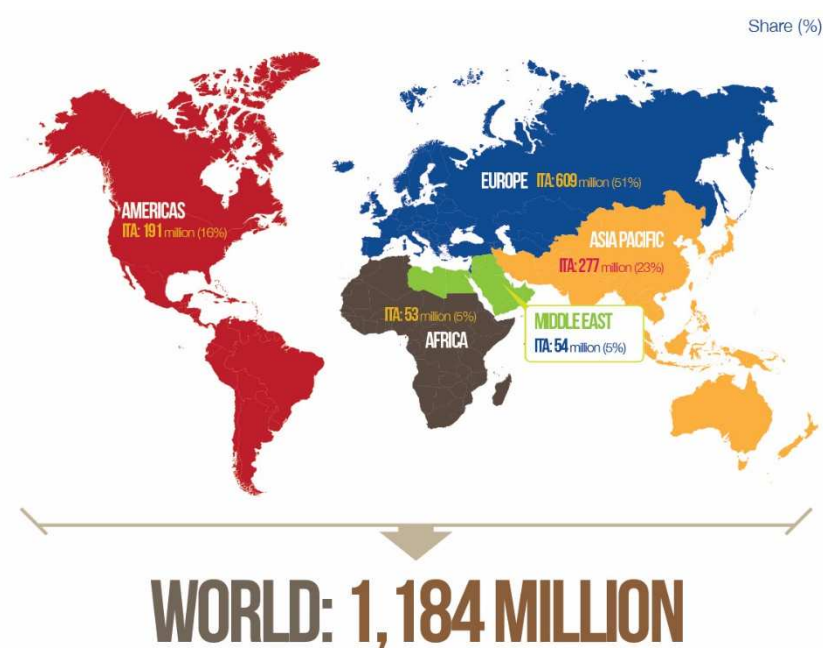 Share (%)
EUROPE ITA: 609 million (51%)
AMERICAS
ITA: 191 million (16%)
ASIA PACIFIC
ITA: 277 million (23%)
ITA: 53 million (5%)
AFRICA
MIDDLE EAST
ITA: 54 million (5%)
WORLD: 1,184 MILLION